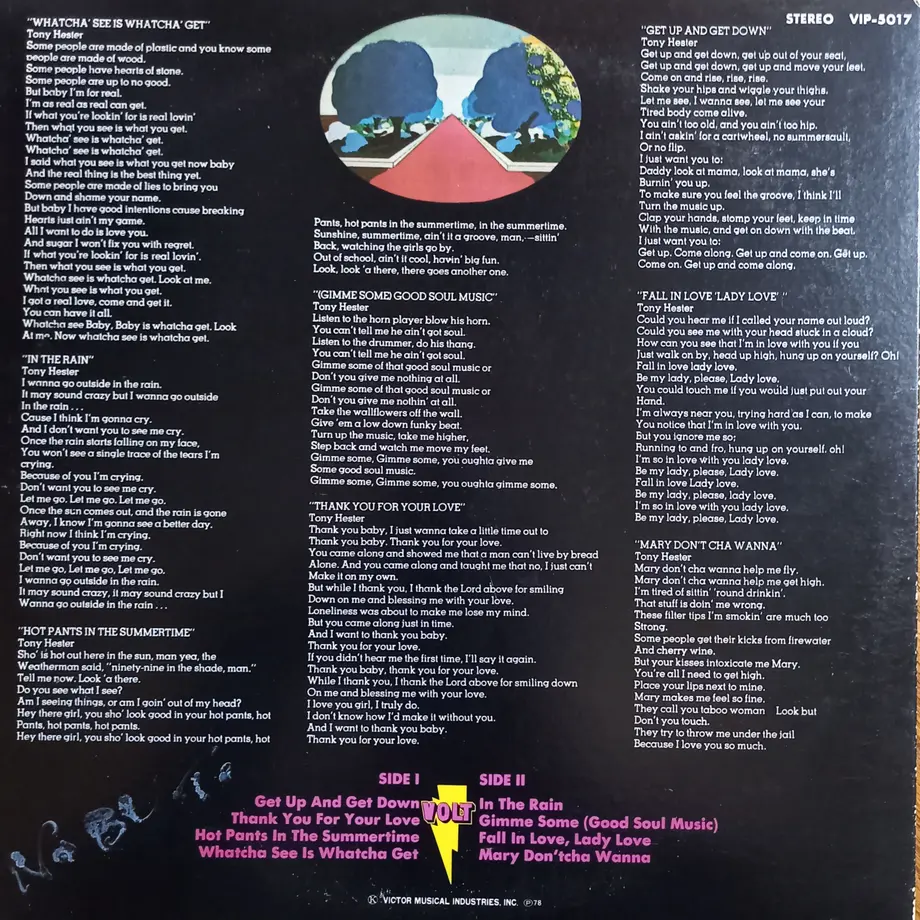 STEREO VIP-5017
"WHATCHA' SEE IS WHATCHA' GET"
Tony Hester
Some people are made of plastic and you know some
people are made of wood.
Some people have hearts of stone.
Some people are up to no good.
But baby I'm for real.
I'm as real as real can get.
If what you're lookin' for is real lovin'
Then what you see is what you get.
Whatcha' see is whatcha' get.
Whatcha' see is whatcha' get.
I said what you see is what you get now baby
And the real thing is the best thing yet.
Some people are made of lies to bring you
Down and shame your name.
But baby I have good intentions cause breaking
Hearts just ain't my game.
All I want to do is love you.
And sugar I won't fix you with regret.
If what you're lookin' for is real lovin'.
Then what you see is what you get.
Whatcha see is whatcha get. Look at me.
What you see is what you get.
I got a real love, come and get it.
You can have it all.
Whatcha see Baby, Baby is whatcha get. Look
At me. Now whatcha see is whatcha get.
"IN THE RAIN"
Tony Hester
I wanna go outside in the rain.
It may sound crazy but I wanna go outside
In the rain . . .
Cause I think I'm gonna cry.
And I don't want you to see me cry.
Once the rain starts falling on my face,
You won't see a single trace of the tears I'm
crying.
Because of you I'm crying.
Don't want you to see me cry.
Let me go. Let me go. Let me go.
Once the sun comes out, and the rain is gone
Away, I know I'm gonna see a better day.
Right now I think I'm crying.
Because of you I'm crying.
Don't want you to see me cry.
Let me go, Let me go, Let me go.
I wanna go outside in the rain.
It may sound crazy, it may sound crazy but I
Wanna go outside in the rain . . .
"HOT PANTS IN THE SUMMERTIME"
Tony Hester
Sho' is hot out here in the sun, man yea, the
Weatherman said, "ninety-nine in the shade, man."
Tell me now. Look 'a there.
Do you see what I see?
Am I seeing things, or am I goin' out of my head?
Hey there girl, you sho' look good in your hot pants, hot
Pants, hot pants, hot pants.
Hey there girl, you sho' look good in your hot pants, hot
Pants, hot pants in the summertime, in the summertime.
Sunshine, summertime, ain't it a groove, man,—sittin'
Back, watching the girls go by.
Out of school, ain't it cool, havin' big fun.
Look, look 'a there, there goes another one.
"(GIMME SOME) GOOD SOUL MUSIC"
Tony Hester
Listen to the horn player blow his horn.
You can't tell me he ain't got soul.
Listen to the drummer, do his thang.
You can't tell me he ain't got soul.
Gimme some of that good soul music or
Don't you give me nothing at all.
Gimme some of that good soul music or
Don't you give me nothin' at all.
Take the wallflowers off the wall.
Give 'em a low down funky beat.
Turn up the music, take me higher,
Step back and watch me move my feet.
Gimme some, Gimme some, you oughta give me
Some good soul music.
Gimme some, Gimme some, you oughta gimme some.
"THANK YOU FOR YOUR LOVE"
Tony Hester
Thank you baby, I just wanna take a little time out to
Thank you baby. Thank you for your love.
You came along and showed me that a man can't live by bread
Alone. And you came along and taught me that no, I just can't
Make it on my own.
But while I thank you, I thank the Lord above for smiling
Down on me and blessing me with your love.
Loneliness was about to make me lose my mind.
But you came along just in time.
And I want to thank you baby.
Thank you for your love.
If you didn't hear me the first time, I'll say it again.
Thank you baby, thank you for your love.
While I thank you, I thank the Lord above for smiling down
On me and blessing me with your love.
I love you girl, I truly do.
I don't know how I'd make it without you.
And I want to thank you baby.
Thank you for your love.
"GET UP AND GET DOWN"
Tony Hester
Get up and get down, get up out of your seat,
Get up and get down, get up and move your feet.
Come on and rise, rise, rise.
Shake your hips and wiggle your thighs.
Let me see, I wanna see, let me see your
Tired body come alive.
You ain't too old, and you ain't too hip.
I ain't askin' for a cartwheel, no summersault,
Or no flip.
I just want you to:
Daddy look at mama, look at mama, she's
Burnin' you up.
To make sure you feel the groove, I think I'll
Turn the music up.
Clap your hands, stomp your feet, keep in time
With the music, and get on down with the beat.
I just want you to:
Get up. Come along. Get up and come on. Get up.
Come on. Get up and come along.
"FALL IN LOVE 'LADY LOVE' "
Tony Hester
Could you hear me if I called your name out loud?
Could you see me with your head stuck in a cloud?
How can you see that I'm in love with you if you
Just walk on by, head up high, hung up on yourself? Oh!
Fall in love lady love.
Be my lady, please, Lady love.
You could touch me if you would just put out your
Hand.
I'm always near you, trying hard as I can, to make
You notice that I'm in love with you.
But you ignore me so;
Running to and fro, hung up on yourself. oh!
I'm so in love with you lady love.
Be my lady, please, Lady love.
Fall in love Lady love.
Be my lady, please, Lady love.
I'm so in love with you lady love.
Be my lady, please, Lady love.
"MARY DON'T CHA WANNA"
Tony Hester
Mary don't cha wanna help me fly,
Mary don't cha wanna help me get high.
I'm tired of sittin' 'round drinkin'.
That stuff is doin' me wrong.
These filter tips I'm smokin' are much too
Strong.
Some people get their kicks from firewater
And cherry wine.
But your kisses intoxicate me Mary.
You're all I need to get high.
Place your lips next to mine.
Mary makes me feel so fine.
They call you taboo woman Look but
Don't you touch.
They try to throw me under the jail
Because I love you so much.
SIDE I
Get Up And Get Down
Thank You For Your Love
Hot Pants In The Summertime
Whatcha See Is Whatcha Get
VOLT
SIDE II
In The Rain
Gimme Some (Good Soul Music)
Fall In Love, Lady Love
Mary Don'tcha Wanna
Ⓚ VICTOR MUSICAL INDUSTRIES, INC. Ⓟ78